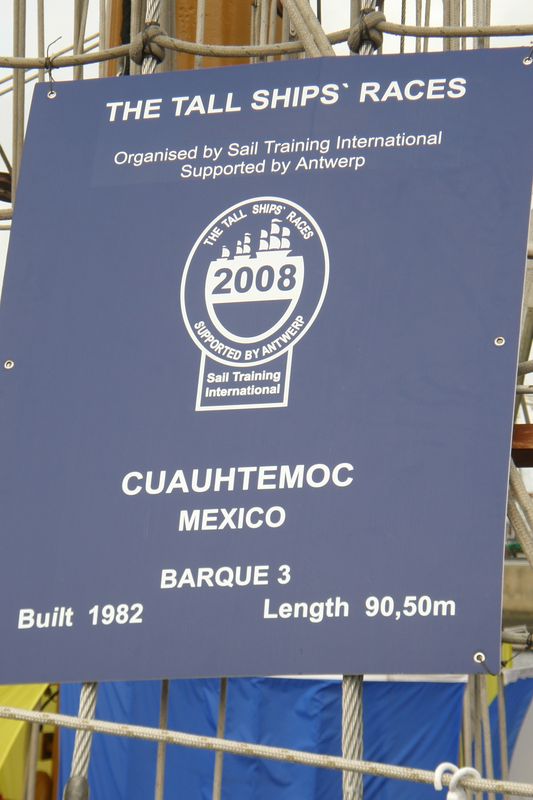 THE TALL SHIPS` RACES
Organised by Sail Training International
Supported by Antwerp
THE TALL SHIPS` RACES
2008
SUPPORTED BY ANTWERP
Sail Training
International
CUAUHTEMOC
MEXICO
BARQUE 3
Built 1982 Length 90,50m